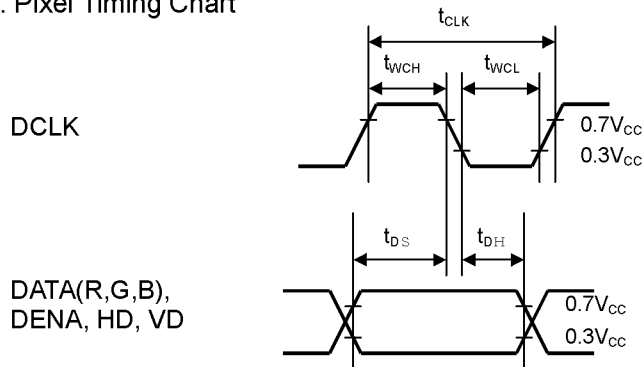 . Pixel Timing Chart
tCLK
tWCH
tWCL
DCLK
0.7VCC
0.3VCC
tDS
tDH
DATA(R,G,B),
DENA, HD, VD
0.7VCC
0.3VCC